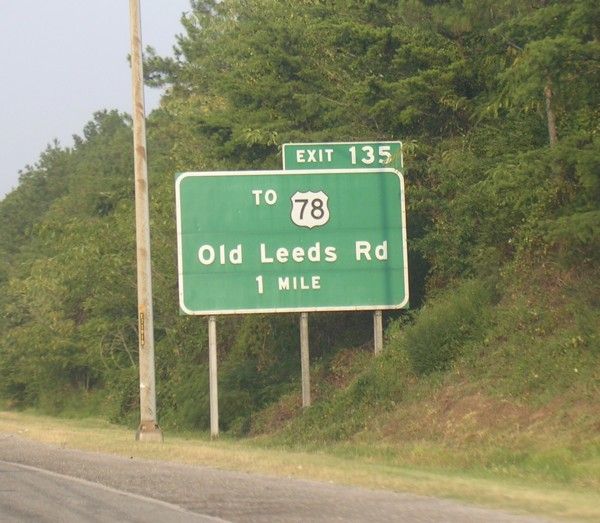 EXIT 135
TO 78
Old Leeds Rd
1 MILE